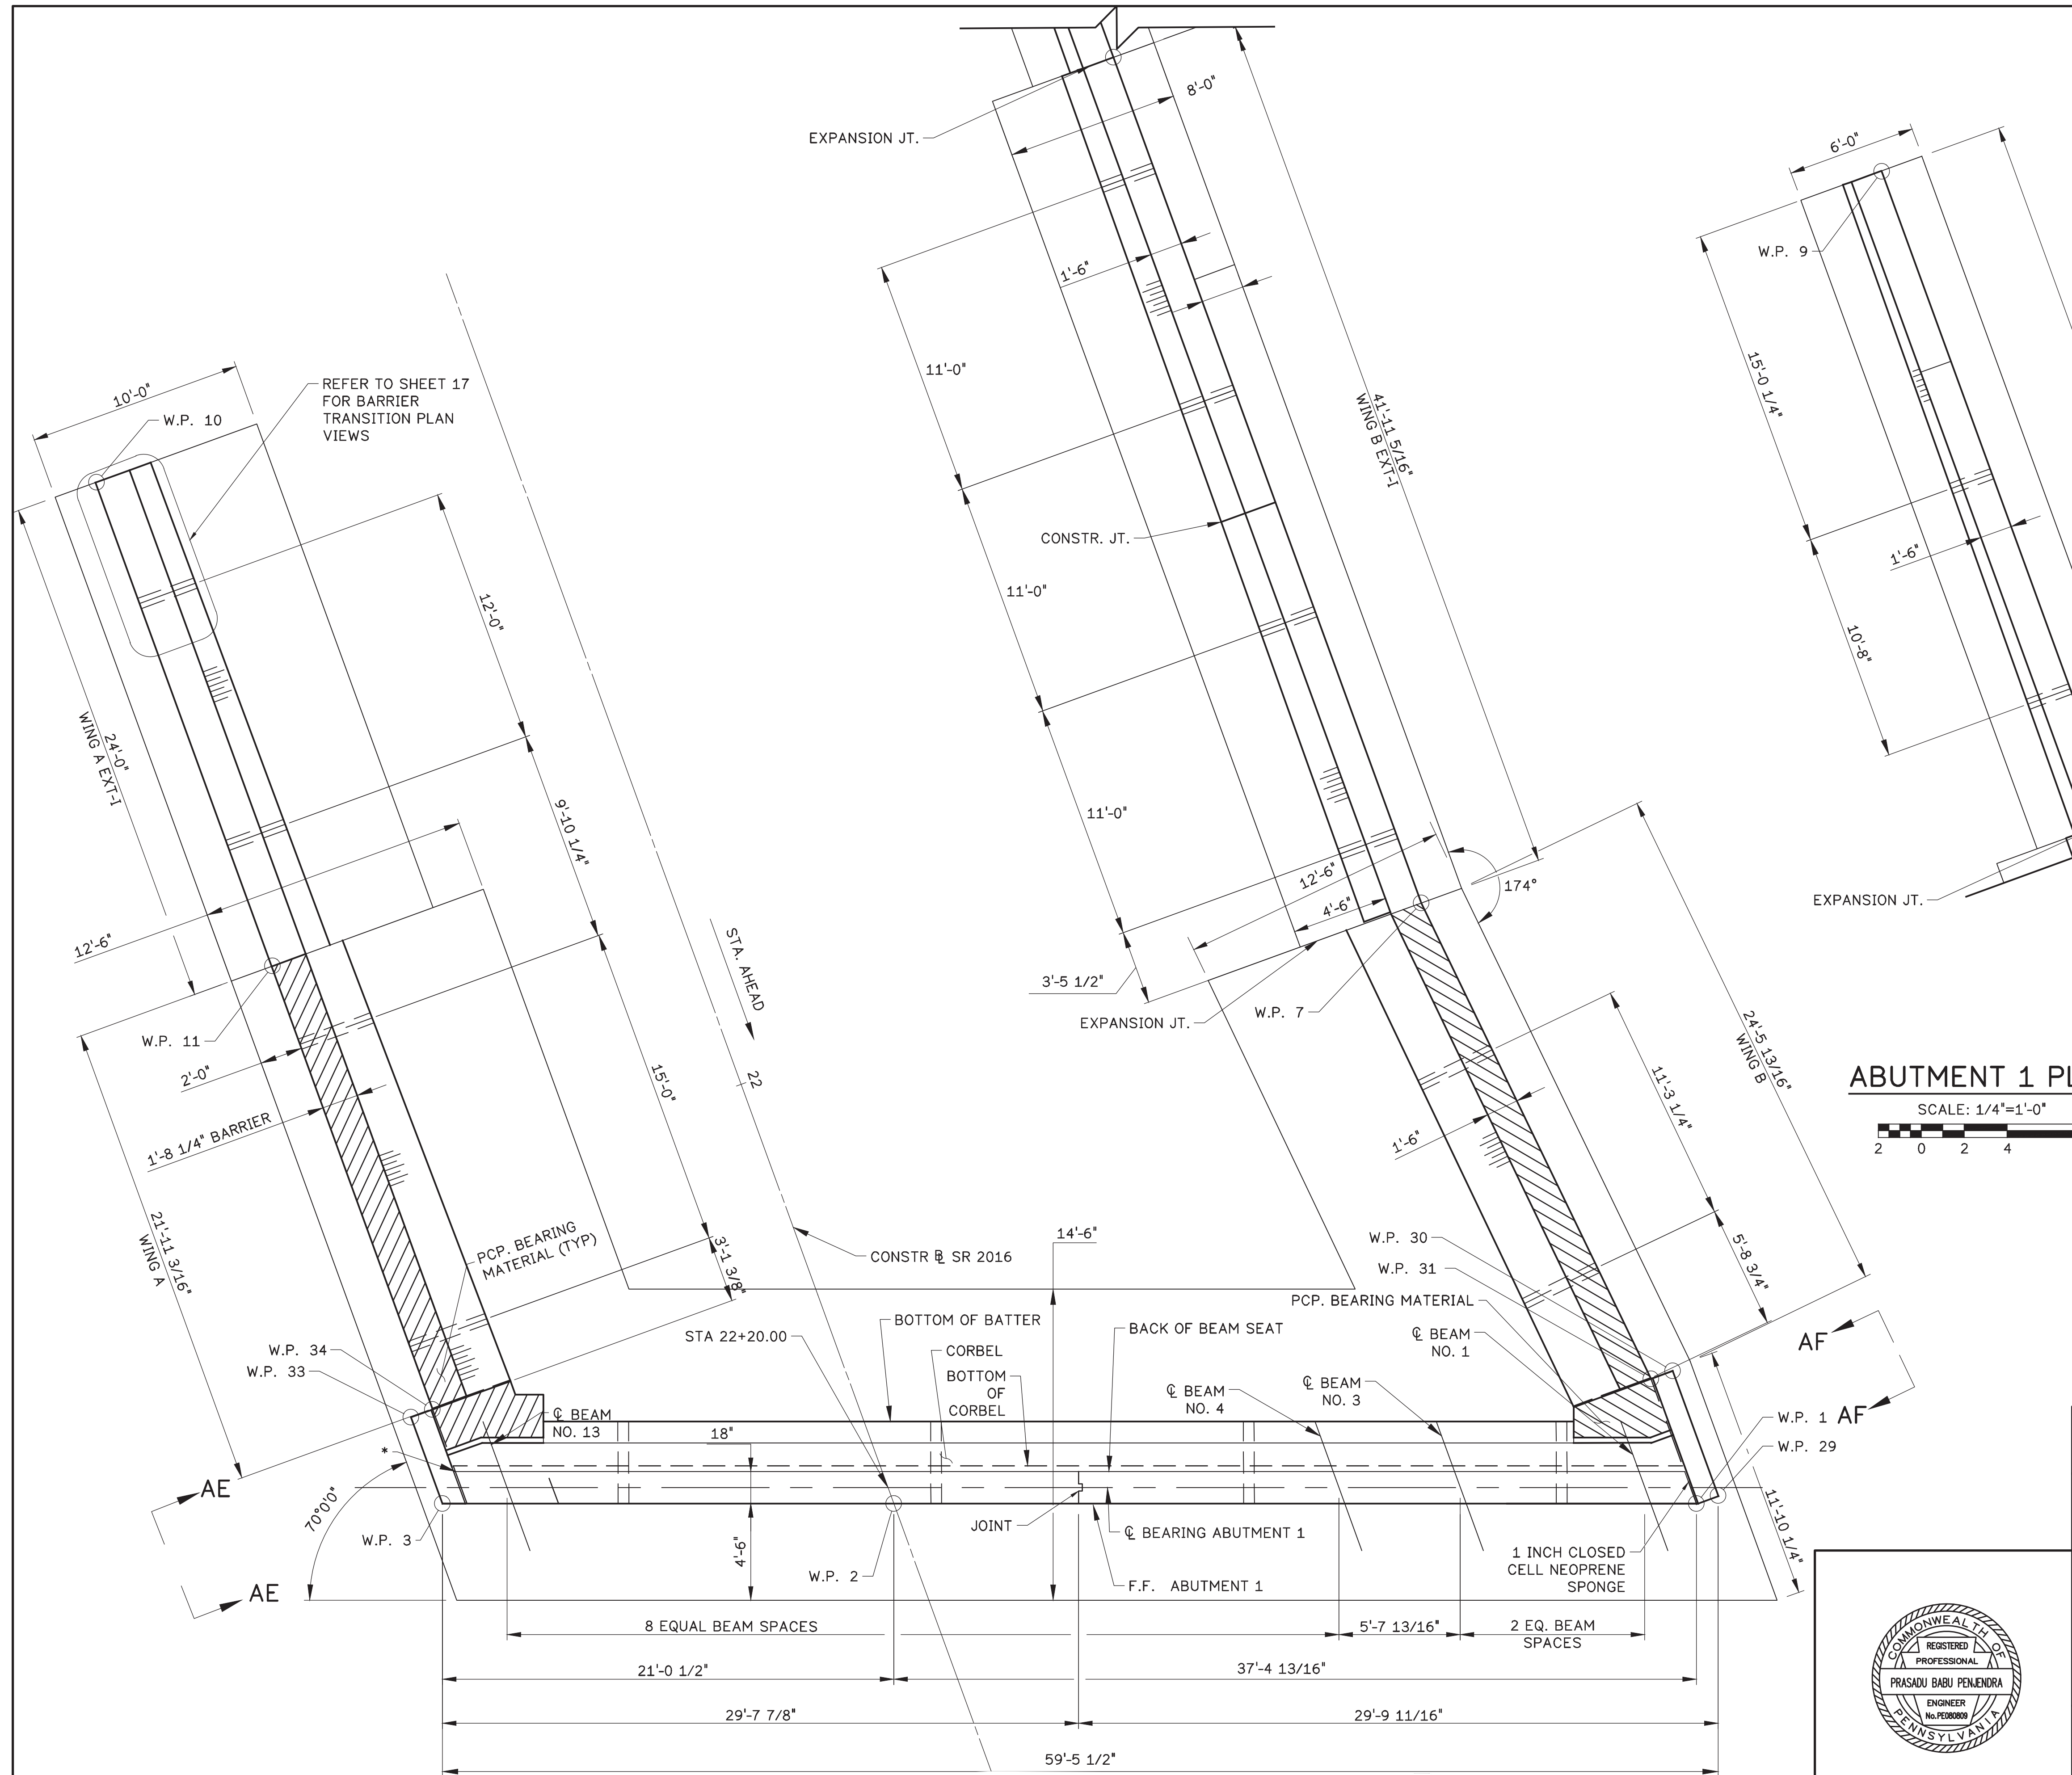 8'-0"
EXPANSION JT.
6'-0"
W.P. 9
1'-6"
11'-0"
41'-11 5/16"
WING B EXT-I
15'-0 1/4"
10'-0"
W.P. 10
REFER TO SHEET 17
FOR BARRIER
TRANSITION PLAN
VIEWS
CONSTR. JT.
1'-6"
11'-0"
12'-0"
10'-8"
24'-0"
WING A EXT-I
9'-10 1/4"
11'-0"
12'-6"
12'-6"
4'-6"
174°
EXPANSION JT.
STA. AHEAD
3'-5 1/2"
EXPANSION JT.
W.P. 7
W.P. 11
2'-0"
22
15'-0"
24'-5 13/16"
WING B
11'-3 1/4"
ABUTMENT 1 PL
SCALE: 1/4"=1'-0"
2 0 2 4
1'-8 1/4" BARRIER
1'-6"
21'-11 3/16"
WING A
PCP. BEARING
MATERIAL (TYP)
3'-1 3/8"
CONSTR ℄ SR 2016
14'-6"
W.P. 30
W.P. 31
5'-8 3/4"
PCP. BEARING MATERIAL
BOTTOM OF BATTER
STA 22+20.00
BACK OF BEAM SEAT
CORBEL
BOTTOM
OF
CORBEL
℄ BEAM
NO. 1
AF
W.P. 34
W.P. 33
℄ BEAM
NO. 4
℄ BEAM
NO. 3
℄ BEAM
NO. 13
18"
W.P. 1
AF
W.P. 29
*
AE
70°0'0"
W.P. 3
4'-6"
JOINT
℄ BEARING ABUTMENT 1
11'-10 1/4"
1 INCH CLOSED
CELL NEOPRENE
SPONGE
W.P. 2
F.F. ABUTMENT 1
AE
8 EQUAL BEAM SPACES
5'-7 13/16"
2 EQ. BEAM
SPACES
21'-0 1/2"
37'-4 13/16"
29'-7 7/8"
29'-9 11/16"
59'-5 1/2"
COMMONWEALTH OF
REGISTERED
PROFESSIONAL
PRASADU BABU PENJENDRA
ENGINEER
No.PE080809
PENNSYLVANIA